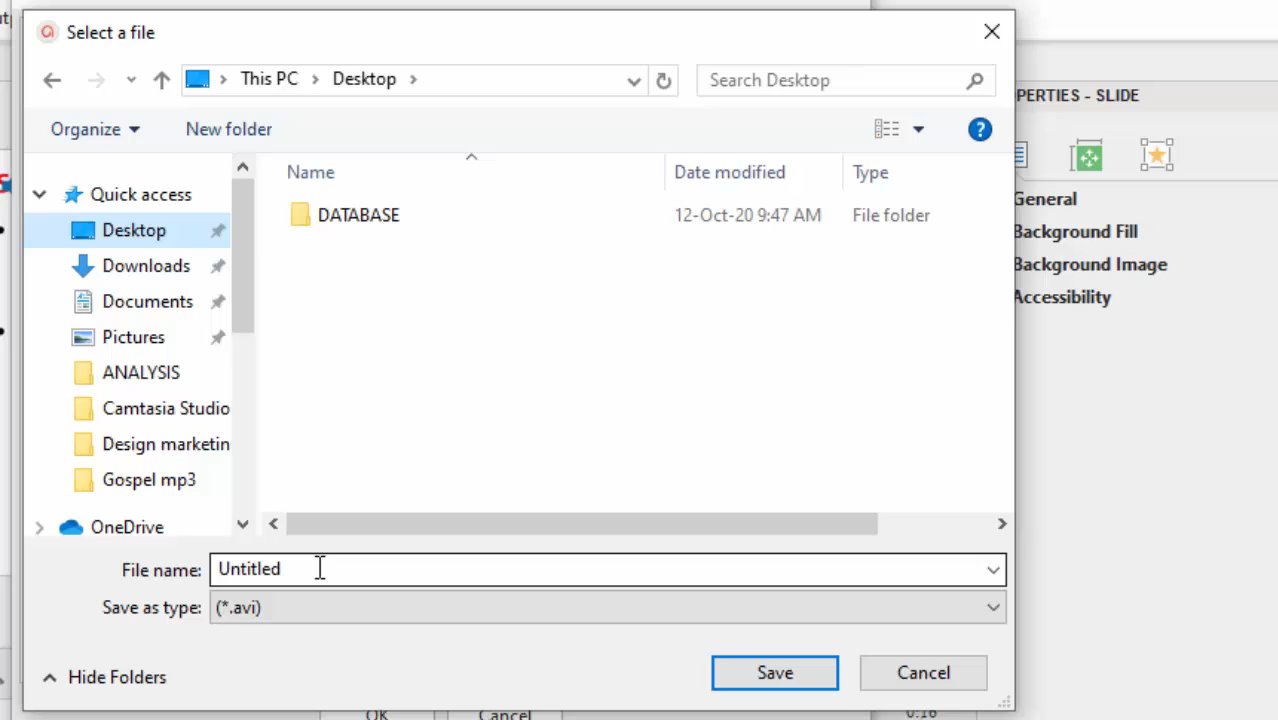 Select a file
This PC > Desktop >
Search Desktop
Organize
New folder
PERTIES - SLIDE
General
Background Fill
Background Image
Accessibility
Name
Date modified
Type
DATABASE
12-Oct-20 9:47 AM
File folder
Quick access
Desktop
Downloads
Documents
Pictures
ANALYSIS
Camtasia Studio
Design marketin
Gospel mp3
OneDrive
File name: Untitled
Save as type: (*.avi)
Hide Folders
Save
Cancel
OK
Cancel
0:16